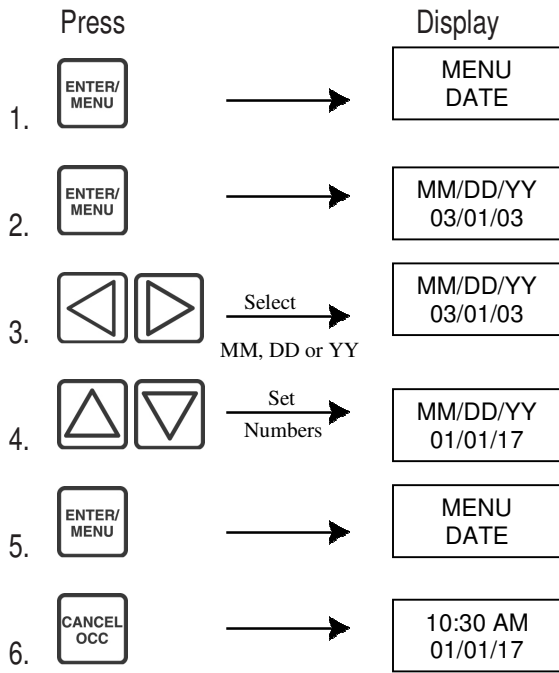 Press Display
1. ENTER/
MENU
MENU
DATE
2. ENTER/
MENU
MM/DD/YY
03/01/03
3. Select
MM, DD or YY
MM/DD/YY
03/01/03
4. Set
Numbers
MM/DD/YY
01/01/17
5. ENTER/
MENU
MENU
DATE
6. CANCEL
OCC
10:30 AM
01/01/17